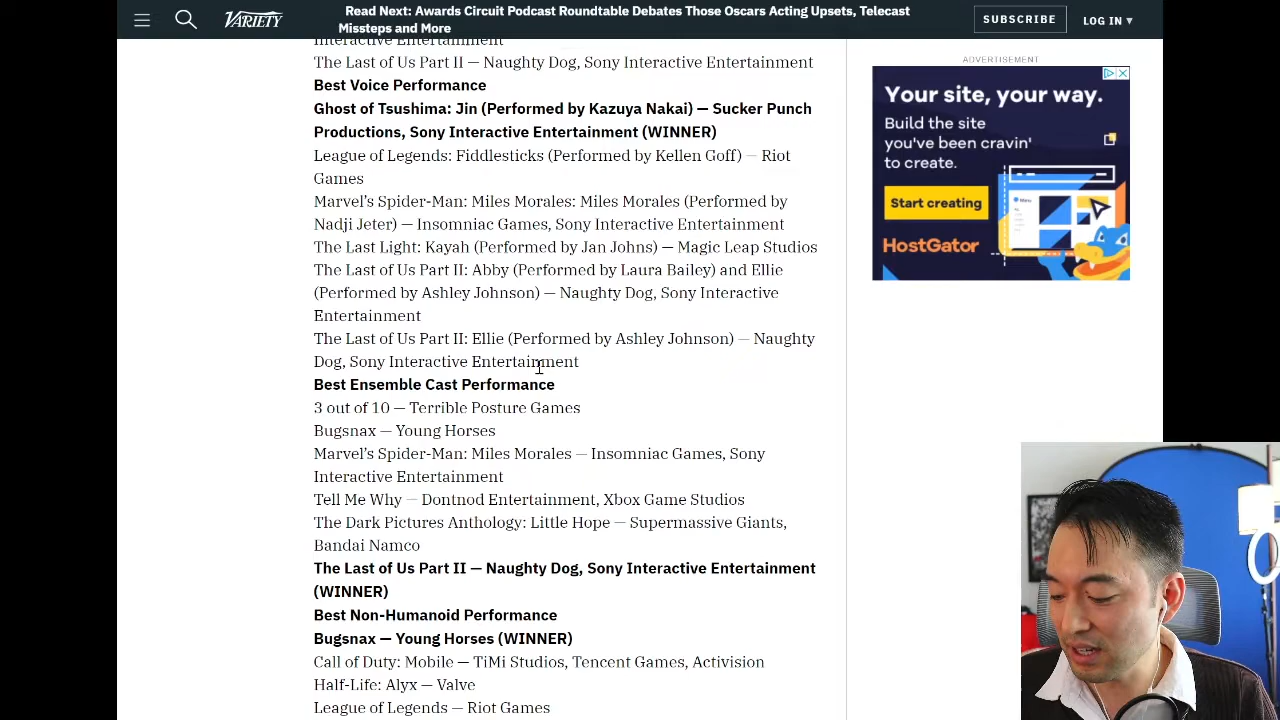 Read Next: Awards Circuit Podcast Roundtable Debates Those Oscars Acting Upsets, Telecast
Missteps and More
VARIETY
SUBSCRIBE
LOG IN ▾
Interactive Entertainment
The Last of Us Part II — Naughty Dog, Sony Interactive Entertainment
Best Voice Performance
Ghost of Tsushima: Jin (Performed by Kazuya Nakai) — Sucker Punch
Productions, Sony Interactive Entertainment (WINNER)
League of Legends: Fiddlesticks (Performed by Kellen Goff) — Riot
Games
Marvel’s Spider-Man: Miles Morales: Miles Morales (Performed by
Nadji Jeter) — Insomniac Games, Sony Interactive Entertainment
The Last Light: Kayah (Performed by Jan Johns) — Magic Leap Studios
The Last of Us Part II: Abby (Performed by Laura Bailey) and Ellie
(Performed by Ashley Johnson) — Naughty Dog, Sony Interactive
Entertainment
The Last of Us Part II: Ellie (Performed by Ashley Johnson) — Naughty
Dog, Sony Interactive Entertainment
Best Ensemble Cast Performance
3 out of 10 — Terrible Posture Games
Bugsnax — Young Horses
Marvel’s Spider-Man: Miles Morales — Insomniac Games, Sony
Interactive Entertainment
Tell Me Why — Dontnod Entertainment, Xbox Game Studios
The Dark Pictures Anthology: Little Hope — Supermassive Giants,
Bandai Namco
The Last of Us Part II — Naughty Dog, Sony Interactive Entertainment
(WINNER)
Best Non-Humanoid Performance
Bugsnax — Young Horses (WINNER)
Call of Duty: Mobile — TiMi Studios, Tencent Games, Activision
Half-Life: Alyx — Valve
League of Legends — Riot Games
ADVERTISEMENT
Your site, your way.
Build the site
you've been cravin'
to create.
Start creating
HostGator